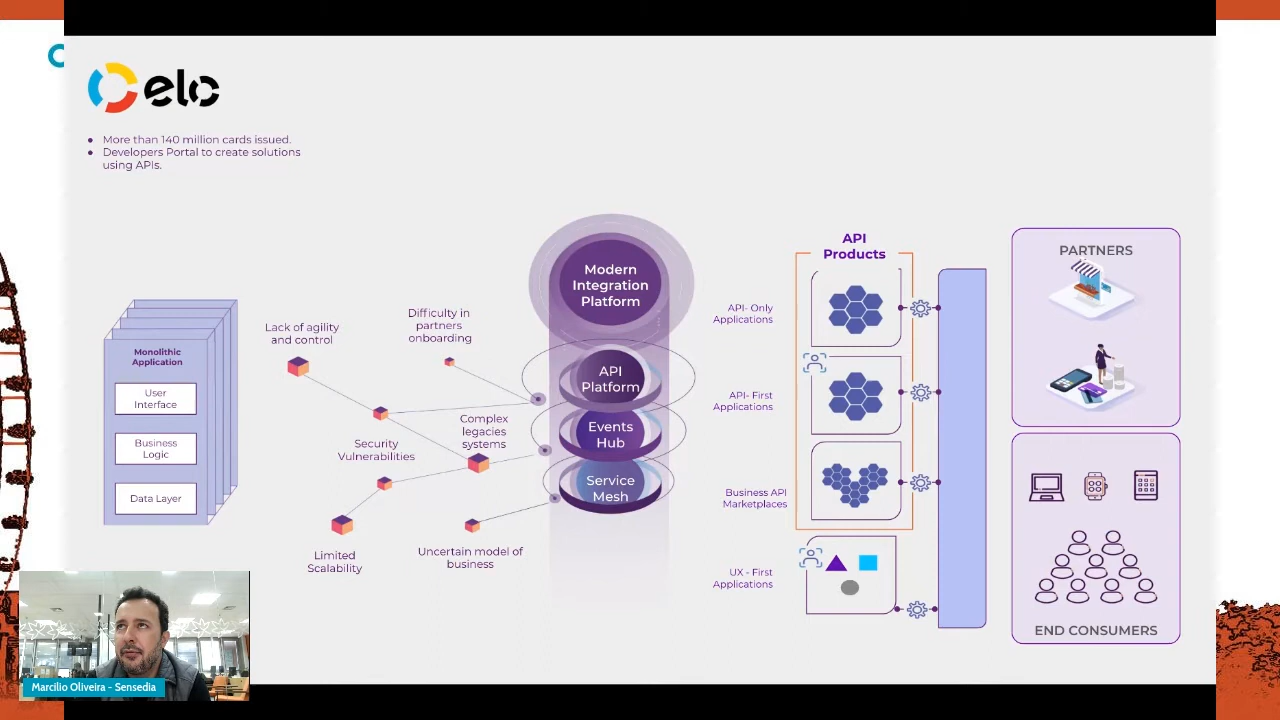 elo
● More than 140 million cards issued.
● Developers Portal to create solutions
using APIs.
Monolithic
Application
User
Interface
Business
Logic
Data Layer
Lack of agility
and control
Difficulty in
partners
onboarding
Security
Vulnerabilities
Complex
legacies
systems
Limited
Scalability
Uncertain model of
business
Modern
Integration
Platform
API
Platform
Events
Hub
Service
Mesh
API
Products
API- Only
Applications
API- First
Applications
Business API
Marketplaces
UX - First
Applications
PARTNERS
END CONSUMERS
Marcilio Oliveira - Sensedia